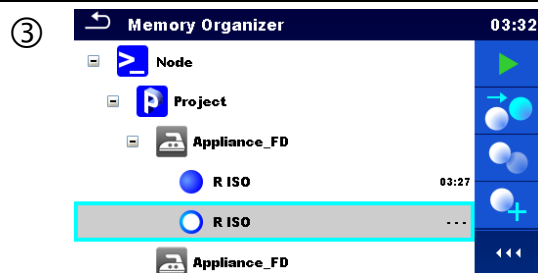 ③
Memory Organizer 03:32
Node
Project
Appliance_FD
R ISO 03:27
R ISO ---
Appliance_FD